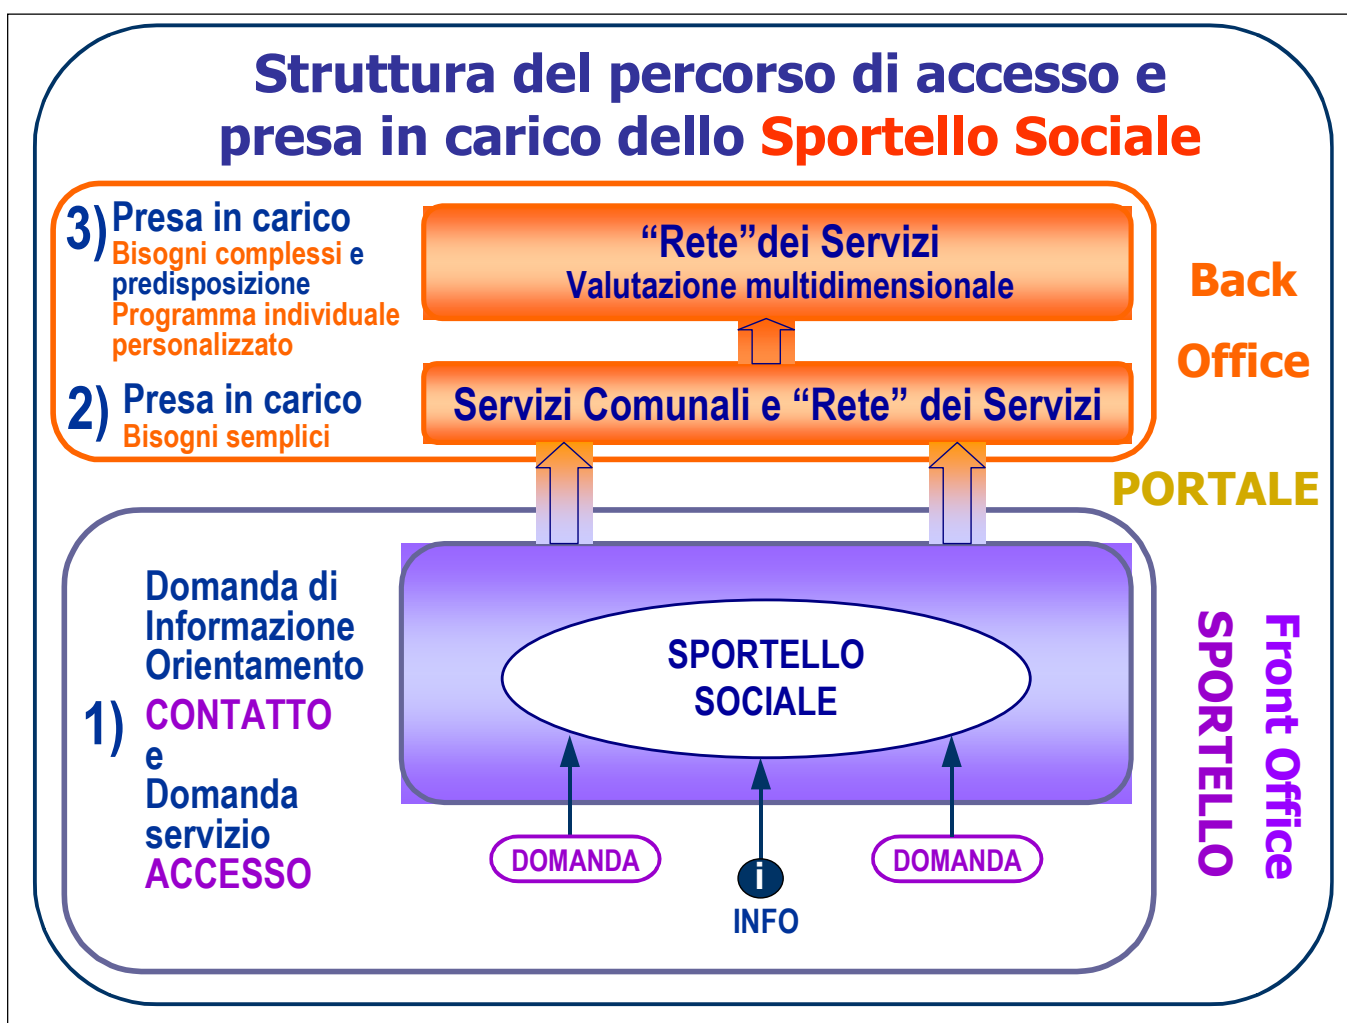 Struttura del percorso di accesso e
presa in carico dello Sportello Sociale
3) Presa in carico
Bisogni complessi e
predisposizione
Programma individuale
personalizzato
“Rete”dei Servizi
Valutazione multidimensionale
Back
Office
2) Presa in carico
Bisogni semplici
Servizi Comunali e “Rete” dei Servizi
PORTALE
Domanda di
Informazione
Orientamento
1) CONTATTO
e
Domanda
servizio
ACCESSO
SPORTELLO
SOCIALE
DOMANDA
i
INFO
DOMANDA
SPORTELLO
Front Office